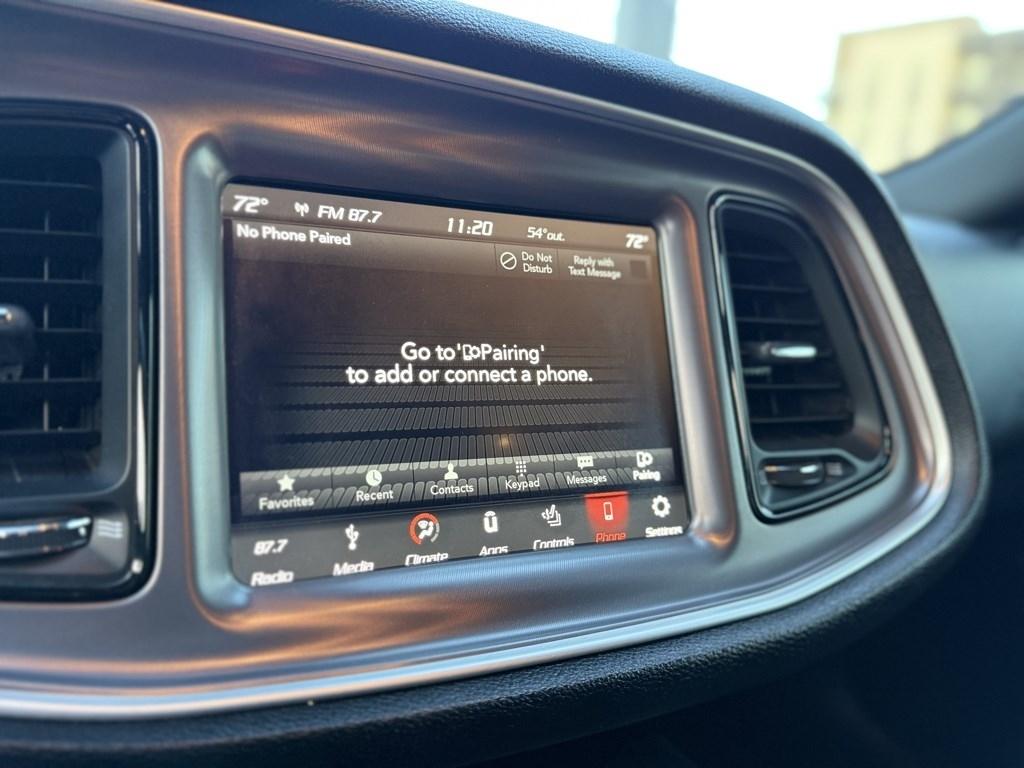 72° FM 87.7 11:20 54°out. 72°
No Phone Paired
Do Not
Disturb
Reply with
Text Message
Go to 'Pairing'
to add or connect a phone.
Favorites Recent Contacts Keypad Messages Pairing
87.7
Radio Media Climate Apps Controls Phone Settings